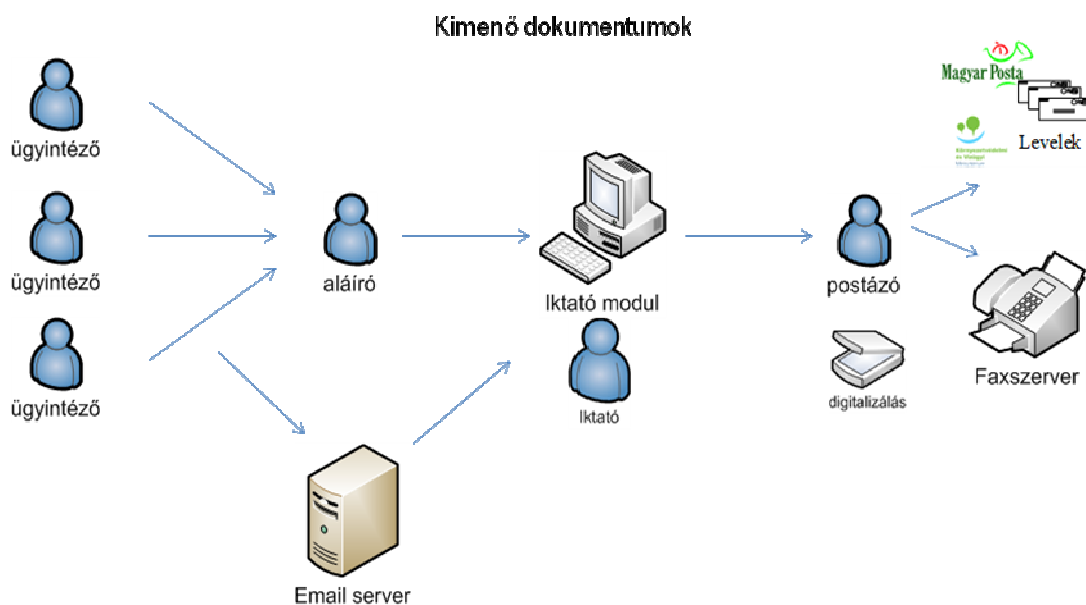 Kimenő dokumentumok
Magyar Posta
Levelek
ügyintéző
ügyintéző
ügyintéző
aláíró
Iktató modul
Iktató
postázó
digitalizálás
Faxszerver
Email server